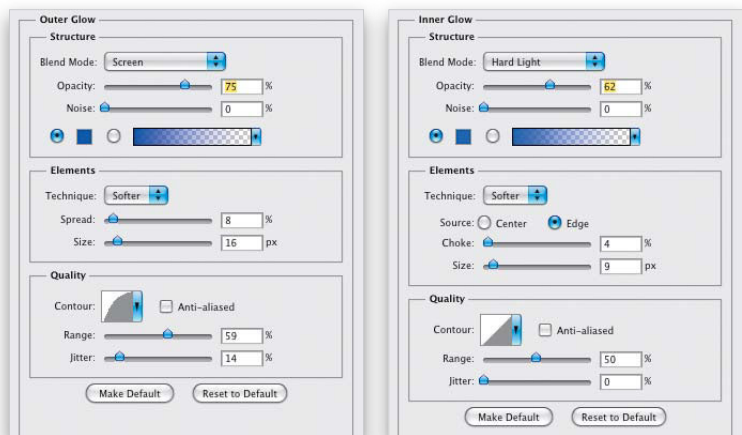 Outer Glow
Structure
Blend Mode: Screen
Opacity: 75 %
Noise: 0 %
Elements
Technique: Softer
Spread: 8 %
Size: 16 px
Quality
Contour: Anti-aliased
Range: 59 %
Jitter: 14 %
Make Default Reset to Default
Inner Glow
Structure
Blend Mode: Hard Light
Opacity: 62 %
Noise: 0 %
Elements
Technique: Softer
Source: Center Edge
Choke: 4 %
Size: 9 px
Quality
Contour: Anti-aliased
Range: 50 %
Jitter: 0 %
Make Default Reset to Default